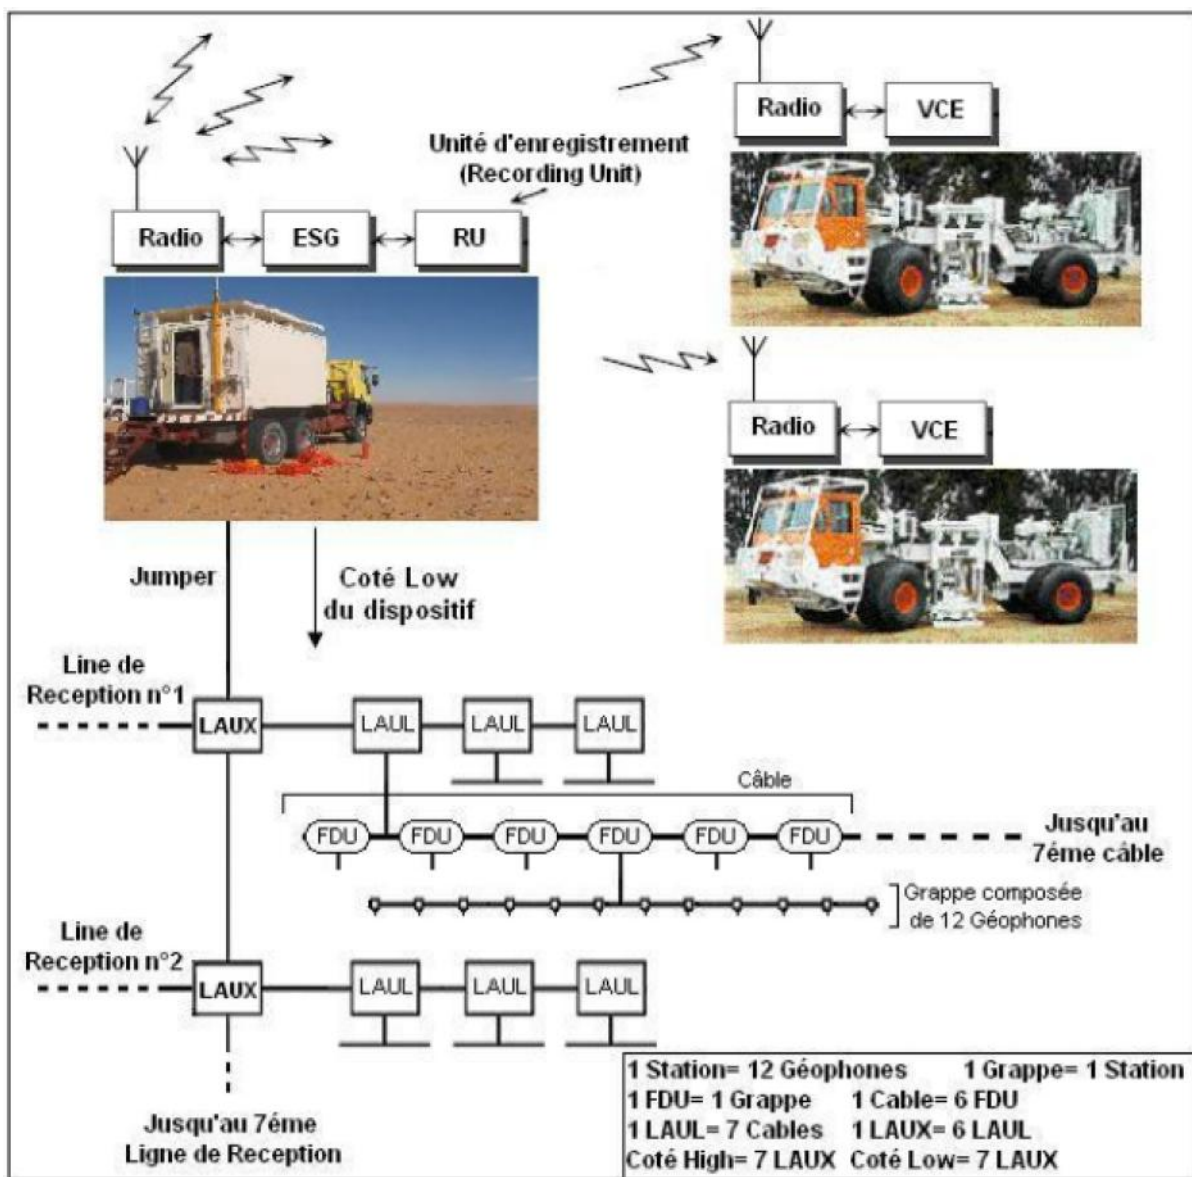 Radio
VCE
Unité d'enregistrement
(Recording Unit)
Radio
ESG
RU
Radio
VCE
Jumper
Coté Low
du dispositif
Line de
Reception n°1
LAUX
LAUL
LAUL
LAUL
Câble
FDU
FDU
FDU
FDU
FDU
FDU
Jusqu'au
7éme câble
Grappe composée
de 12 Géophones
Line de
Reception n°2
LAUX
LAUL
LAUL
LAUL
Jusqu'au 7éme
Ligne de Reception
1 Station= 12 Géophones 1 Grappe= 1 Station
1 FDU= 1 Grappe 1 Cable= 6 FDU
1 LAUL= 7 Cables 1 LAUX= 6 LAUL
Coté High= 7 LAUX Coté Low= 7 LAUX